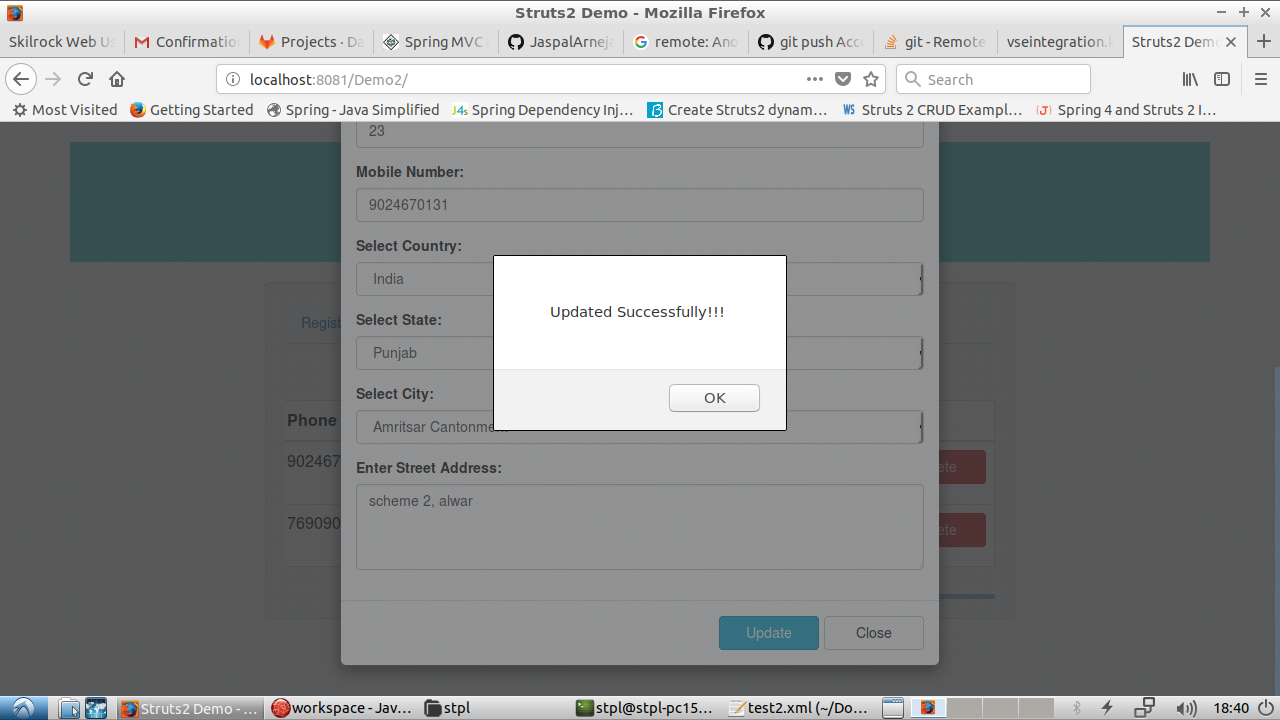 Struts2 Demo - Mozilla Firefox
Skilrock Web Us Confirmatio Projects - Da Spring MVC JaspalArneja remote: Ano git push Acc git - Remote vseintegration. Struts2 Demo
localhost:8081/Demo2/ Search
Most Visited Getting Started Spring - Java Simplified Spring Dependency Inj... Create Struts2 dynam... Struts 2 CRUD Exampl... Spring 4 and Struts 2 I...
23
Mobile Number:
9024670131
Select Country:
India
Updated Successfully!!!
Regist
Select State:
Punjab
Select City:
OK
Phone
Amritsar Cantonment
902467
ete
Enter Street Address:
scheme 2, alwar
769090
ete
Update Close
Struts2 Demo - ... workspace - Jav... stpl stpl@stpl-pc15... test2.xml (~/Do... 18:40